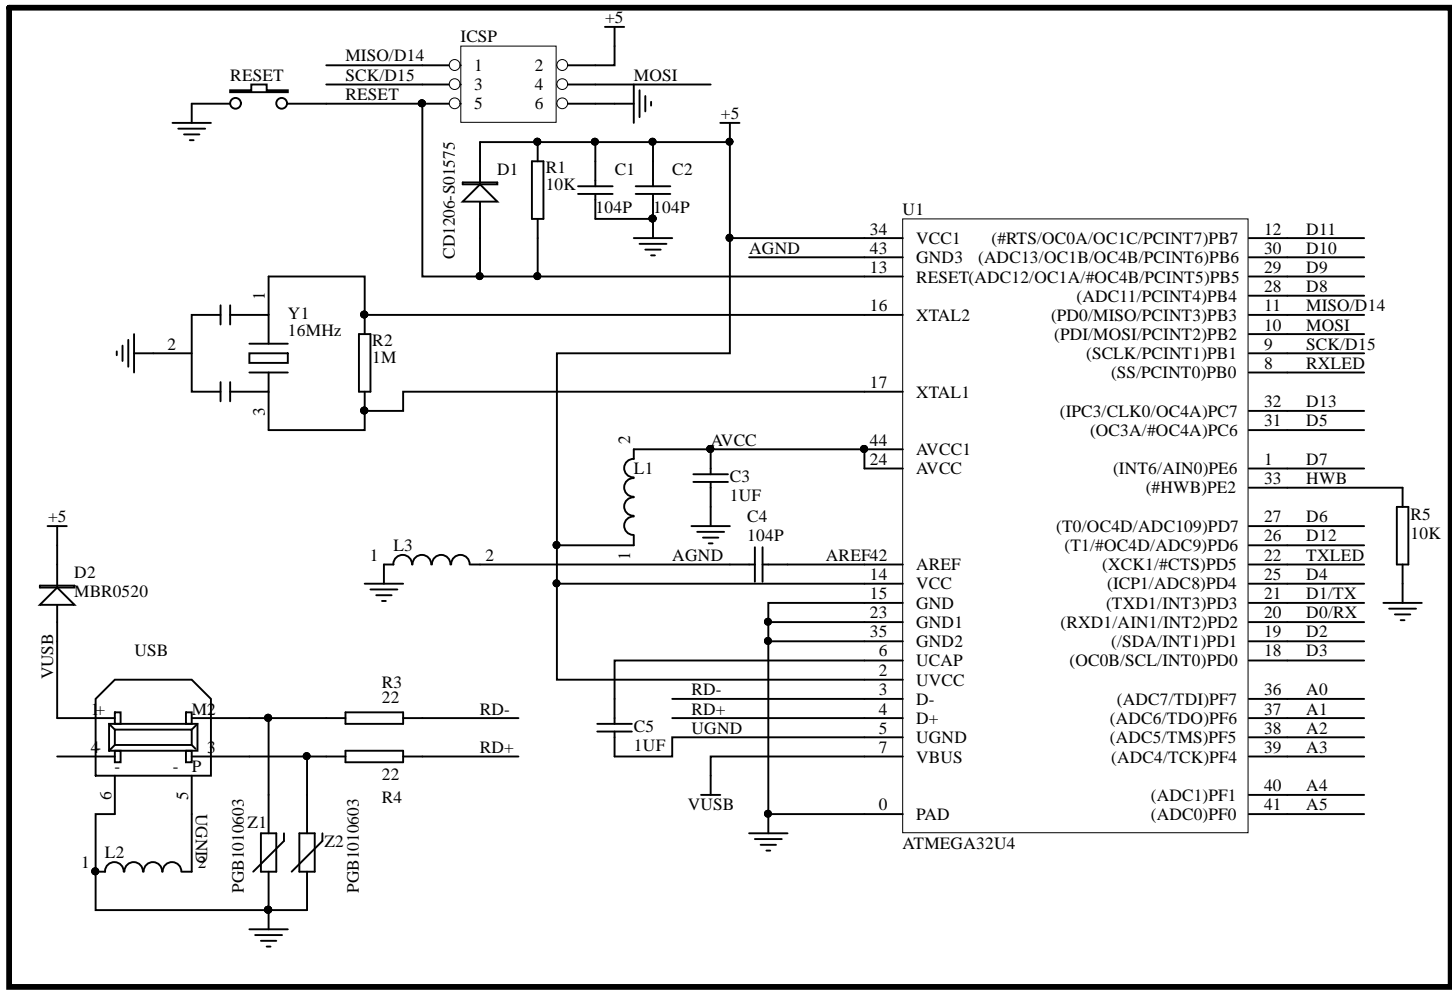 +5
ICSP
MISO/D14 1 2
SCK/D15 3 4 MOSI
RESET
RESET 5 6
+5
CD1206-S01575
D1
R1
10K
C1
104P
C2
104P
1
Y1
16MHz
2
R2
1M
3
2
L1
1
AVCC
C3
1UF
C4
104P
1 L3 2
AGND
AREF
+5
D2
MBR0520
VUSB
USB
1+ M2
4 3
- - P
6 5
UGND
1 L2 2
R3
22
RD-
RD+
22
R4
Z1
PGB1010603
Z2
PGB1010603
C5
1UF
VUSB
U1
34 VCC1 (#RTS/OC0A/OC1C/PCINT7)PB7 12 D11
AGND 43 GND3 (ADC13/OC1B/OC4B/PCINT6)PB6 30 D10
13 RESET(ADC12/OC1A/#OC4B/PCINT5)PB5 29 D9
(ADC11/PCINT4)PB4 28 D8
16 XTAL2 (PD0/MISO/PCINT3)PB3 11 MISO/D14
(PDI/MOSI/PCINT2)PB2 10 MOSI
(SCLK/PCINT1)PB1 9 SCK/D15
(SS/PCINT0)PB0 8 RXLED
17 XTAL1
(IPC3/CLK0/OC4A)PC7 32 D13
(OC3A/#OC4A)PC6 31 D5
44 AVCC1
24 AVCC (INT6/AIN0)PE6 1 D7
(#HWB)PE2 33 HWB
R5
10K
(T0/OC4D/ADC109)PD7 27 D6
(T1/#OC4D/ADC9)PD6 26 D12
42 AREF (XCK1/#CTS)PD5 22 TXLED
14 VCC (ICP1/ADC8)PD4 25 D4
15 GND (TXD1/INT3)PD3 21 D1/TX
23 GND1 (RXD1/AIN1/INT2)PD2 20 D0/RX
35 GND2 (/SDA/INT1)PD1 19 D2
6 UCAP (OC0B/SCL/INT0)PD0 18 D3
2 UVCC
RD- 3 D- (ADC7/TDI)PF7 36 A0
RD+ 4 D+ (ADC6/TDO)PF6 37 A1
UGND 5 UGND (ADC5/TMS)PF5 38 A2
7 VBUS (ADC4/TCK)PF4 39 A3
(ADC1)PF1 40 A4
0 PAD (ADC0)PF0 41 A5
ATMEGA32U4